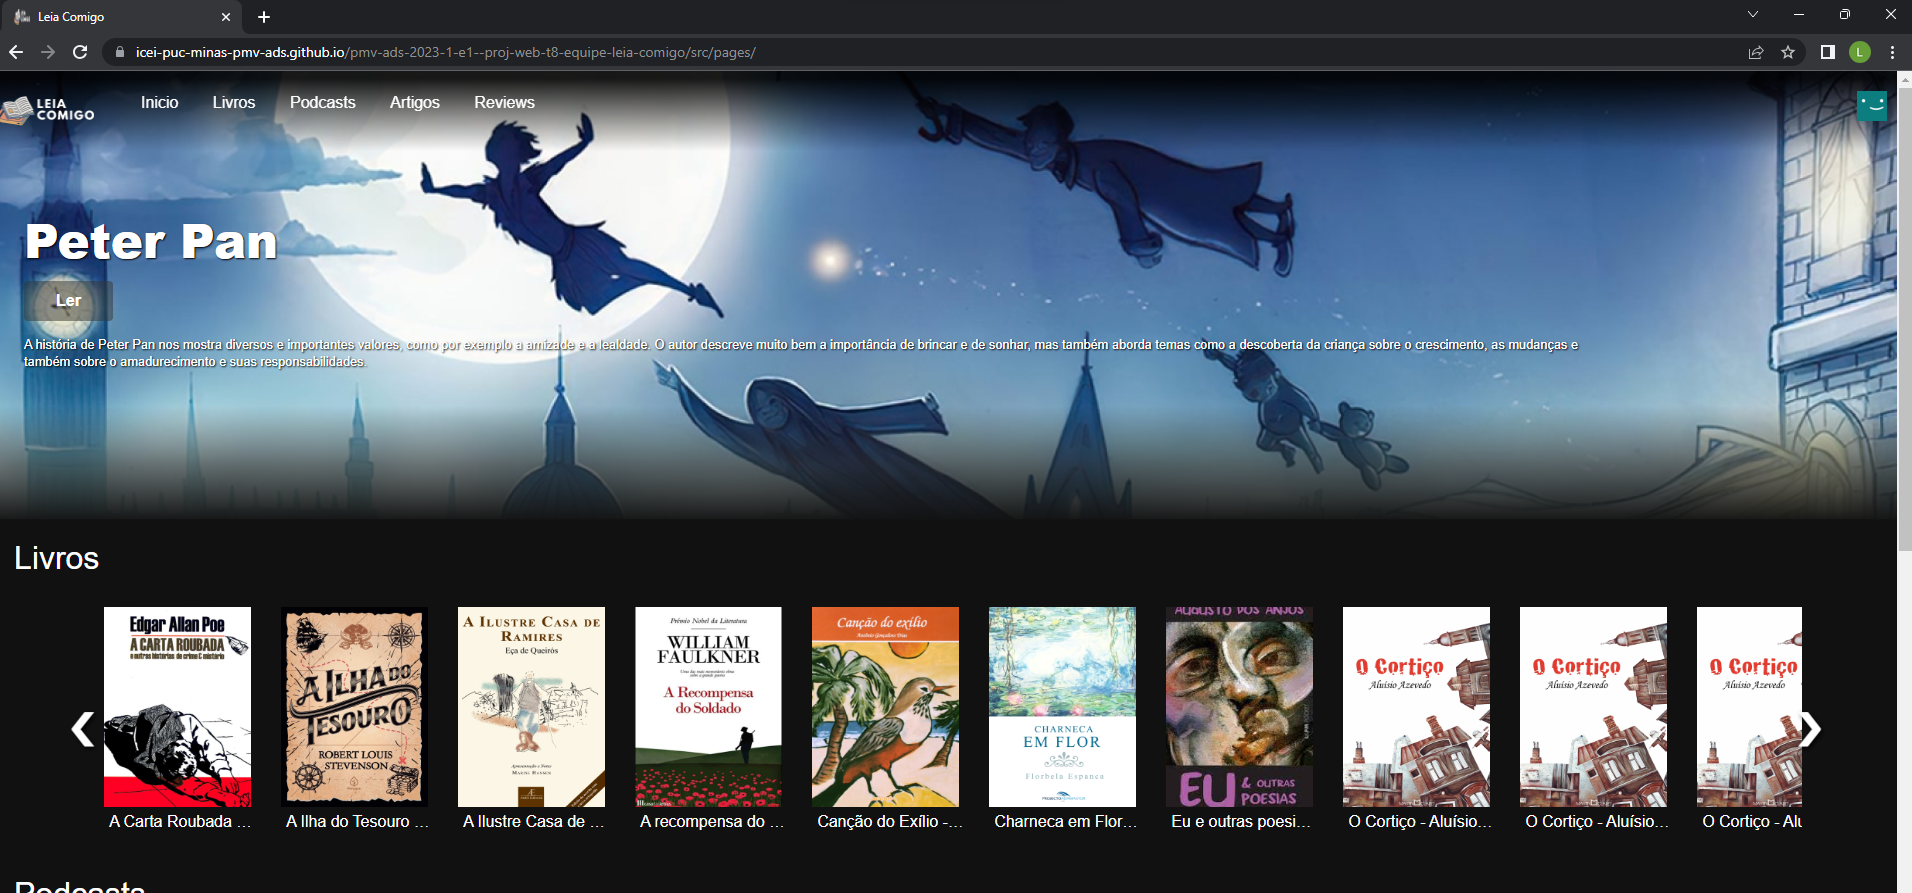 Leia Comigo
icei-puc-minas-pmv-ads.github.io/pmv-ads-2023-1-e1--proj-web-t8-equipe-leia-comigo/src/pages/
L
LEIA
COMIGO
Inicio Livros Podcasts Artigos Reviews
Peter Pan
Ler
A história de Peter Pan nos mostra diversos e importantes valores, como por exemplo a amizade e a lealdade. O autor descreve muito bem a importância de brincar e de sonhar, mas também aborda temas como a descoberta da criança sobre o crescimento, as mudanças e
também sobre o amadurecimento e suas responsabilidades.
Livros
Edgar Allan Poe
A CARTA ROUBADA
e outras histórias de crime & mistério
A ILHA DO
TESOURO
ROBERT LOUIS
STEVENSON
A ILUSTRE CASA DE
RAMIRES
Eça de Queirós
Apresentação e Notas
Prêmio Nobel da Literatura
WILLIAM
FAULKNER
A Recompensa
do Soldado
Canção do exílio
Antônio Gonçalves Dias
CHARNECA
EM FLOR
Florbela Espanca
AUGUSTO DOS ANJOS
EU & OUTRAS
POESIAS
O Cortiço
Aluísio Azevedo
O Cortiço
Aluísio Azevedo
O Cortiço
Aluísio Azevedo
A Carta Roubada ...
A Ilha do Tesouro ...
A Ilustre Casa de ...
A recompensa do ...
Canção do Exílio -...
Charneca em Flor...
Eu e outras poesi...
O Cortiço - Aluísio...
O Cortiço - Aluísio...
O Cortiço - Alu
Podcasts